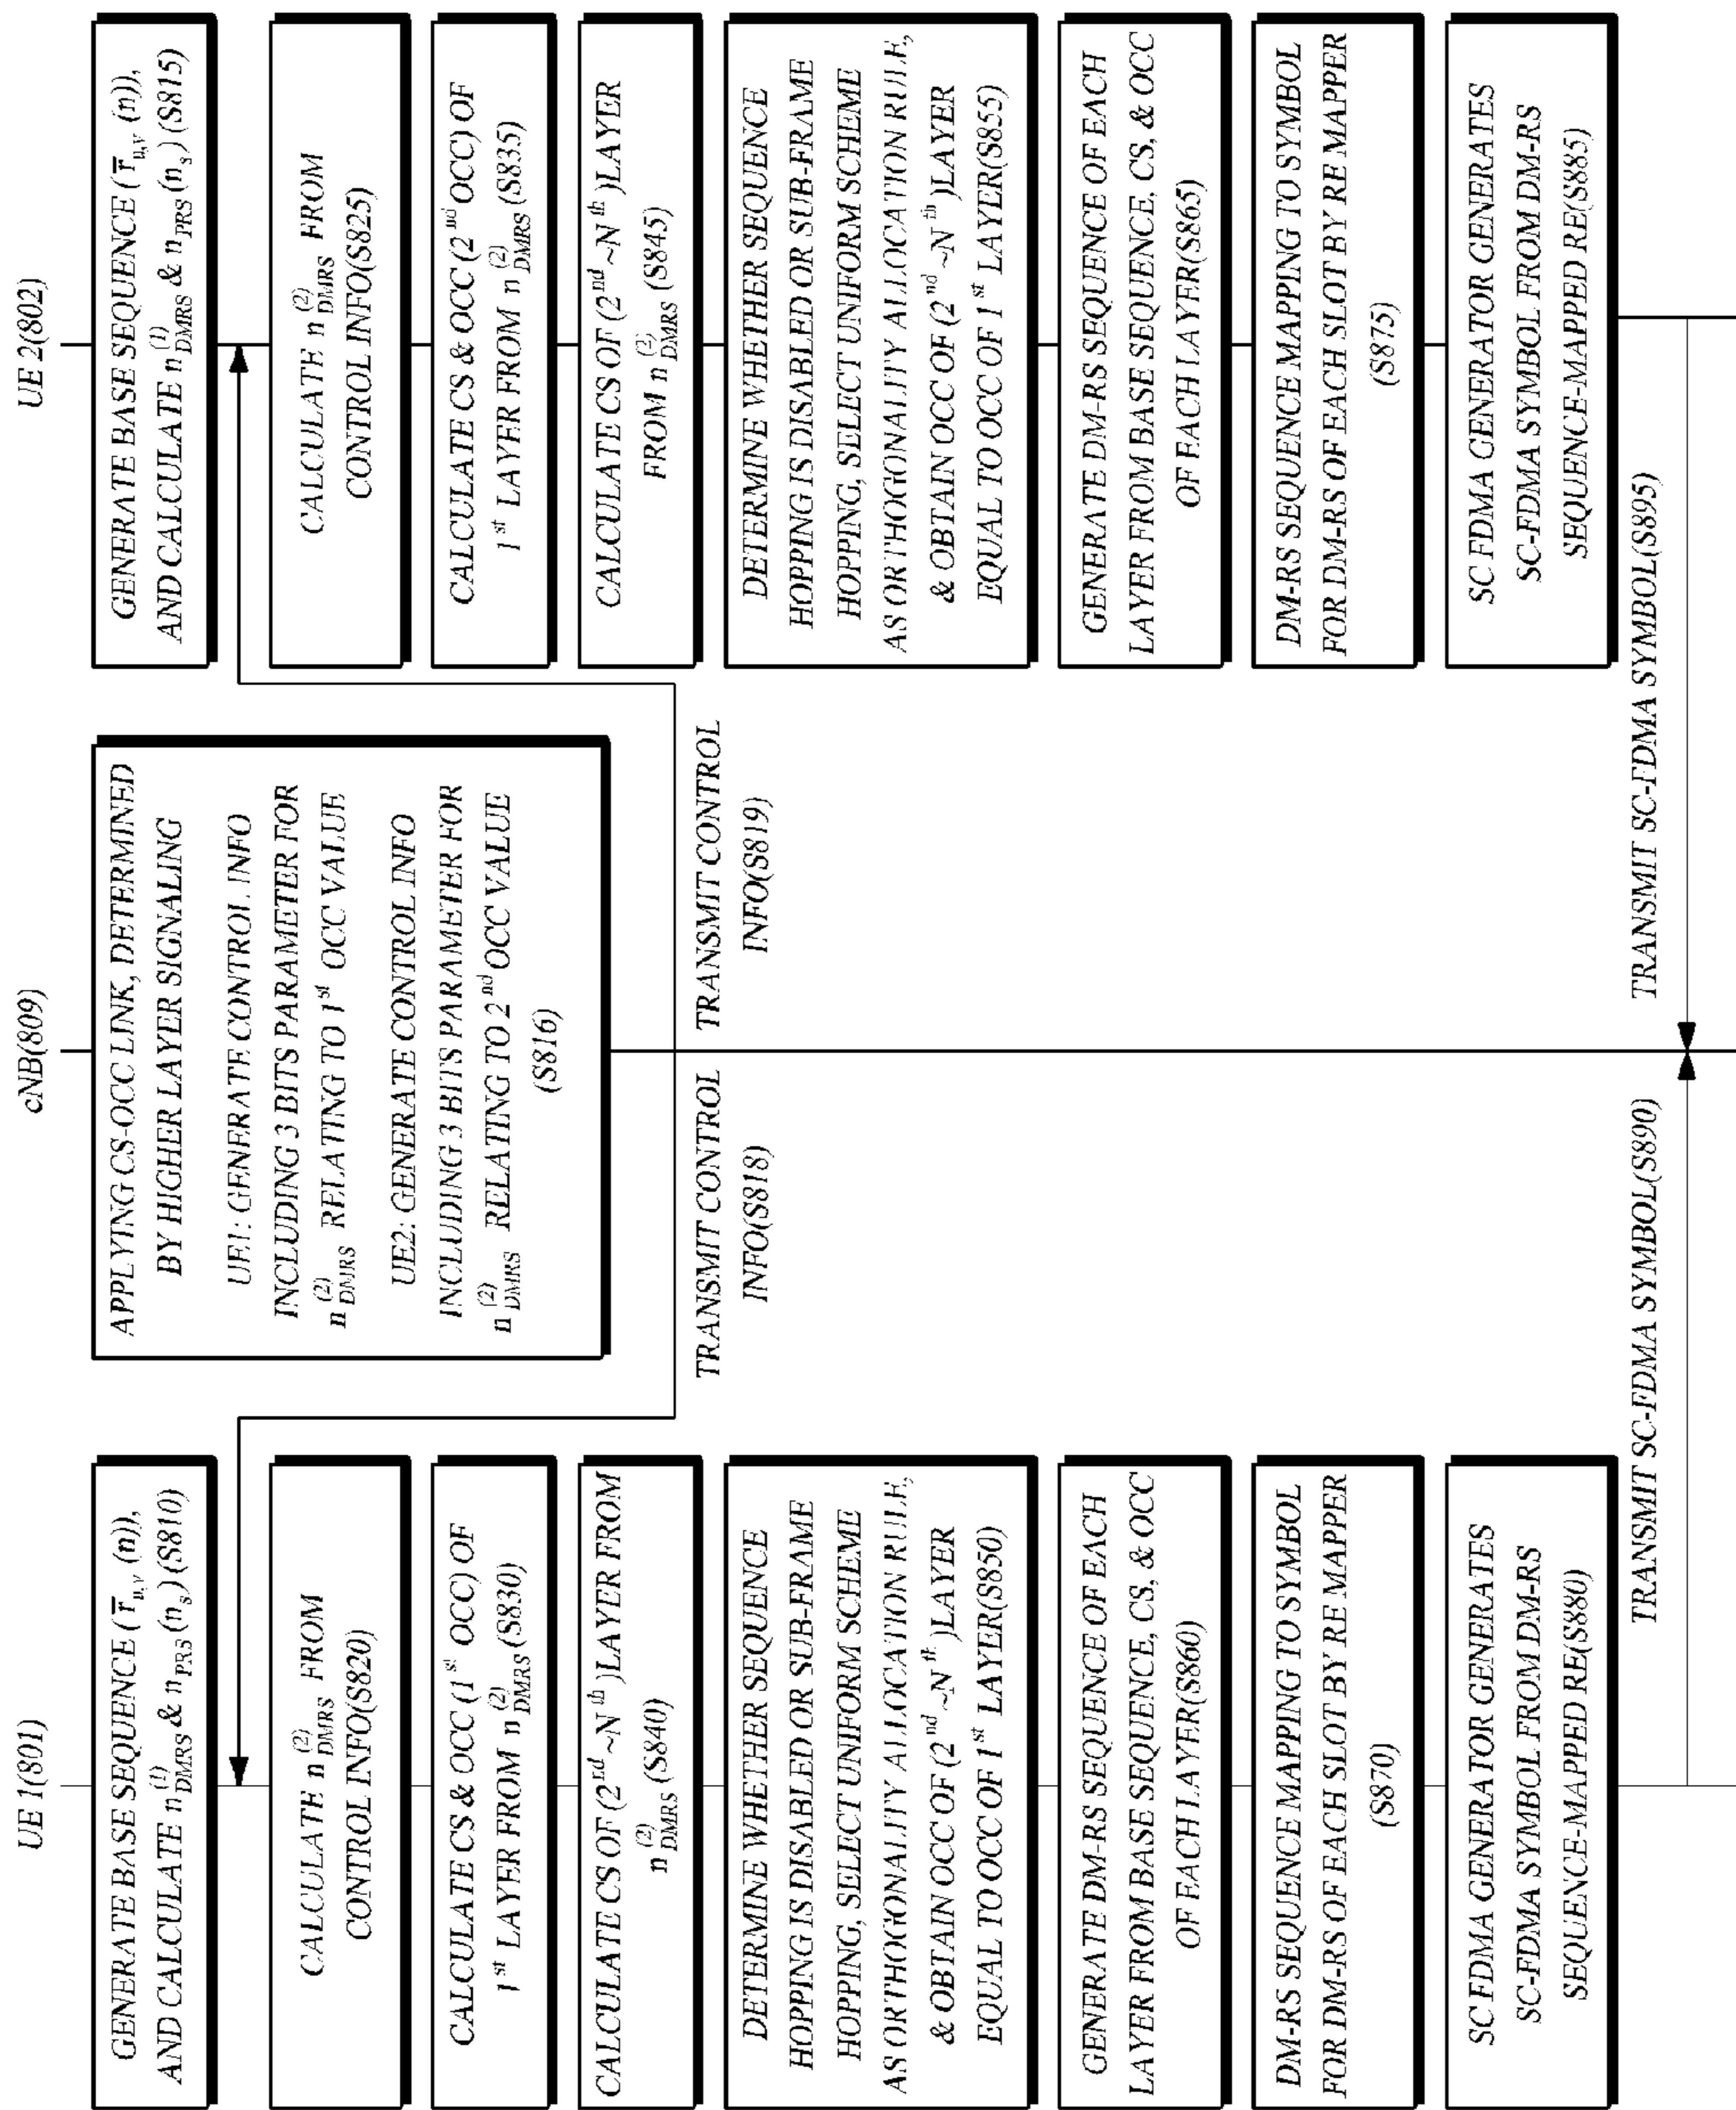 UE 1(801)
eNB(809)
UE 2(802)
GENERATE BASE SEQUENCE (r̅u,v (n)),
AND CALCULATE n(1)DMRS & nPRS (ns) (S810)
APPLYING CS-OCC LINK, DETERMINED
BY HIGHER LAYER SIGNALING
UE1: GENERATE CONTROL INFO
INCLUDING 3 BITS PARAMETER FOR
n(2)DMRS RELATING TO 1st OCC VALUE
UE2: GENERATE CONTROL INFO
INCLUDING 3 BITS PARAMETER FOR
n(2)DMRS RELATING TO 2nd OCC VALUE
(S816)
GENERATE BASE SEQUENCE (r̅u,v (n)),
AND CALCULATE n(1)DMRS & nPRS (ns) (S815)
TRANSMIT CONTROL
INFO(S818)
TRANSMIT CONTROL
INFO(S819)
CALCULATE n(2)DMRS FROM
CONTROL INFO(S820)
CALCULATE CS & OCC (1st OCC) OF
1st LAYER FROM n(2)DMRS (S830)
CALCULATE CS OF (2nd ~Nth )LAYER FROM
n(2)DMRS (S840)
DETERMINE WHETHER SEQUENCE
HOPPING IS DISABLED OR SUB-FRAME
HOPPING, SELECT UNIFORM SCHEME
AS ORTHOGONALITY ALLOCATION RULE,
& OBTAIN OCC OF (2nd ~Nth )LAYER
EQUAL TO OCC OF 1st LAYER(S850)
GENERATE DM-RS SEQUENCE OF EACH
LAYER FROM BASE SEQUENCE, CS, & OCC
OF EACH LAYER(S860)
DM-RS SEQUENCE MAPPING TO SYMBOL
FOR DM-RS OF EACH SLOT BY RE MAPPER
(S870)
SC FDMA GENERATOR GENERATES
SC-FDMA SYMBOL FROM DM-RS
SEQUENCE-MAPPED RE(S880)
CALCULATE n(2)DMRS FROM
CONTROL INFO(S825)
CALCULATE CS & OCC (2nd OCC) OF
1st LAYER FROM n(2)DMRS (S835)
CALCULATE CS OF (2nd ~Nth )LAYER
FROM n(2)DMRS (S845)
DETERMINE WHETHER SEQUENCE
HOPPING IS DISABLED OR SUB-FRAME
HOPPING, SELECT UNIFORM SCHEME
AS ORTHOGONALITY ALLOCATION RULE,
& OBTAIN OCC OF (2nd ~Nth )LAYER
EQUAL TO OCC OF 1st LAYER(S855)
GENERATE DM-RS SEQUENCE OF EACH
LAYER FROM BASE SEQUENCE, CS, & OCC
OF EACH LAYER(S865)
DM-RS SEQUENCE MAPPING TO SYMBOL
FOR DM-RS OF EACH SLOT BY RE MAPPER
(S875)
SC FDMA GENERATOR GENERATES
SC-FDMA SYMBOL FROM DM-RS
SEQUENCE-MAPPED RE(S885)
TRANSMIT SC-FDMA SYMBOL(S890)
TRANSMIT SC-FDMA SYMBOL(S895)